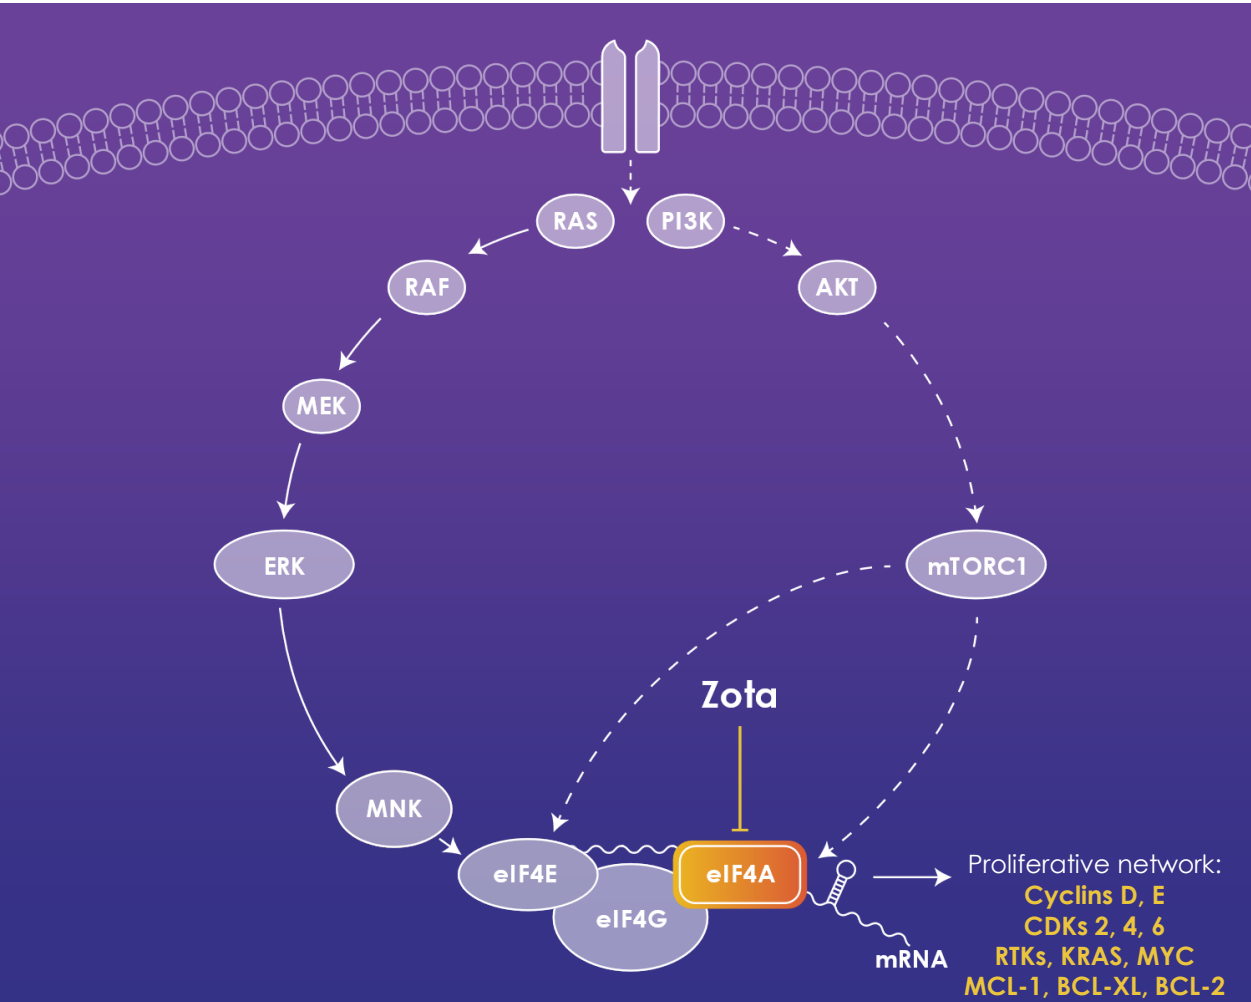 RAS
PI3K
RAF
AKT
MEK
ERK
mTORC1
Zota
MNK
eIF4E
eIF4A
eIF4G
mRNA
Proliferative network:
Cyclins D, E
CDKs 2, 4, 6
RTKs, KRAS, MYC
MCL-1, BCL-XL, BCL-2